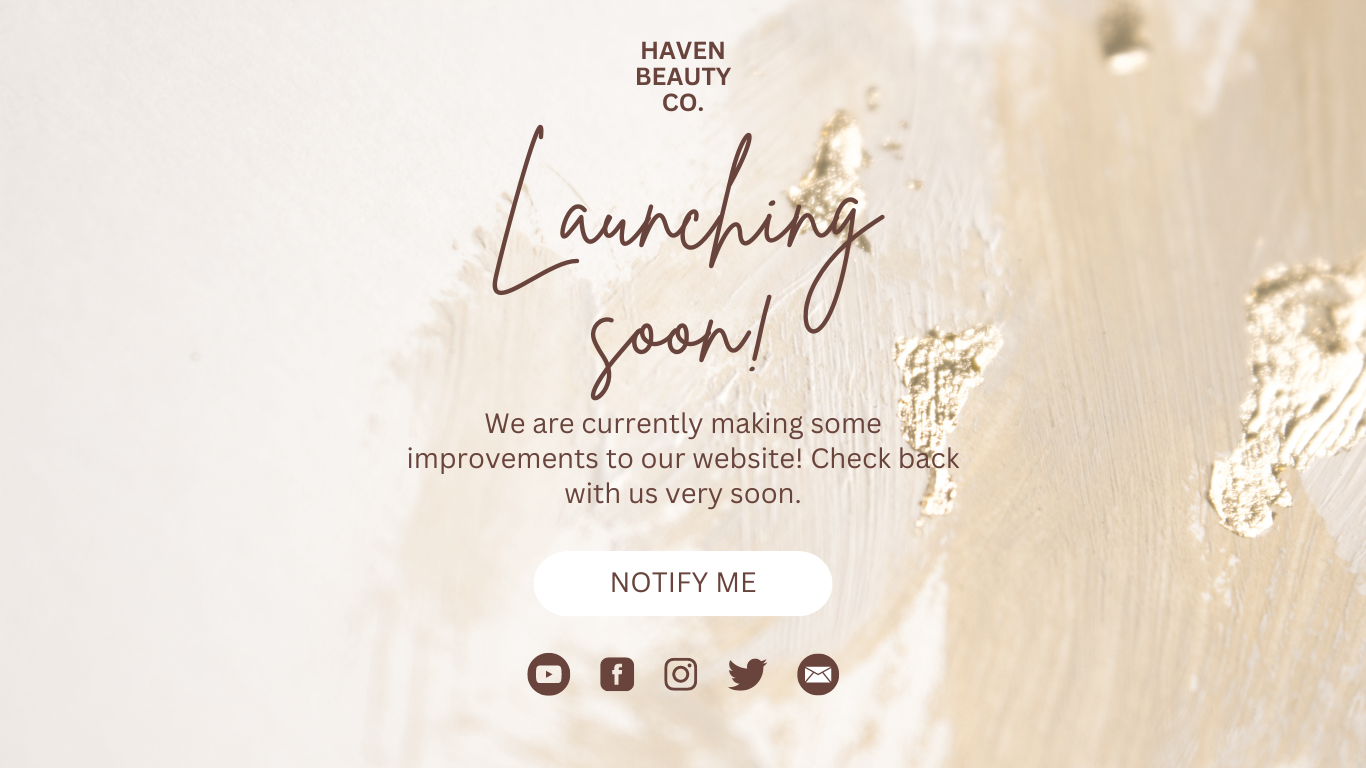 HAVEN
BEAUTY
CO.
Launching
soon!
We are currently making some
improvements to our website! Check back
with us very soon.
NOTIFY ME